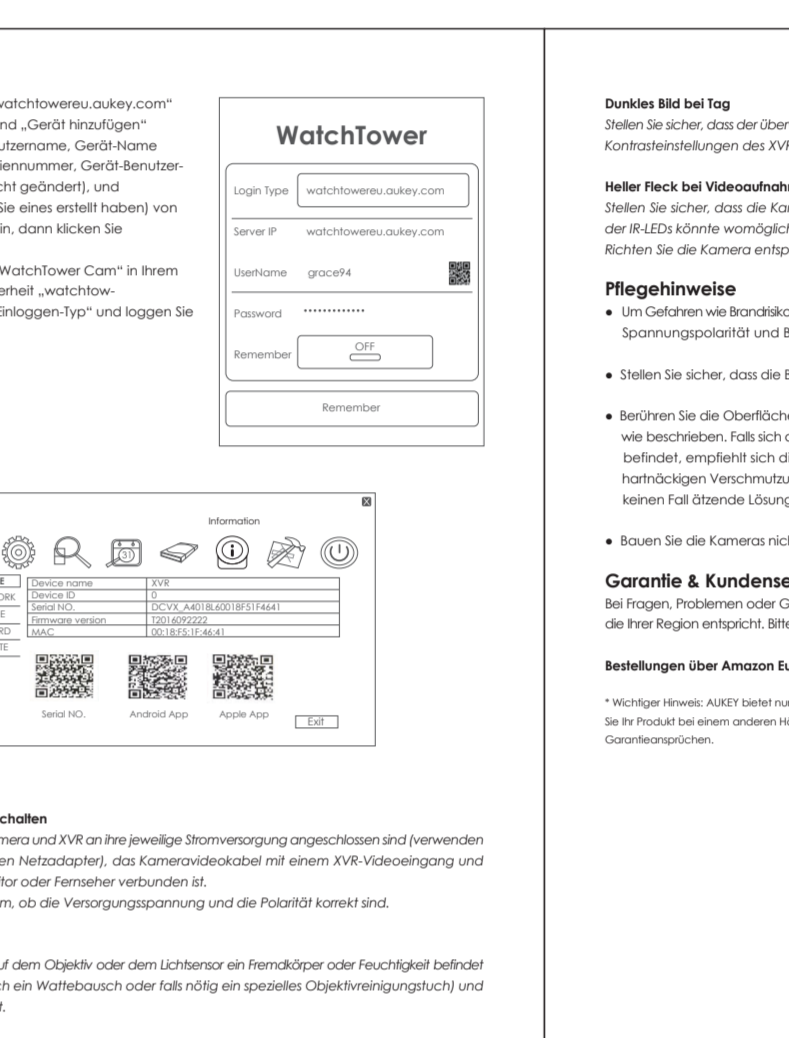 vatchtowereu.aukey.com“
nd „Gerät hinzufügen“
utzername, Gerät-Name
iennummer, Gerät-Benutzer-
cht geändert), und
Sie eines erstellt haben) von
in, dann klicken Sie
WatchTower Cam“ in Ihrem
erheit „watchtow-
Einloggen-Typ“ und loggen Sie
WatchTower
Login Type watchtowereu.aukey.com
Server IP watchtowereu.aukey.com
UserName grace94
Password •••••••••••••
Remember OFF
Remember
Information
31
E
ORK
E
RD
TE
Device name XVR
Device ID 0
Serial NO. DCVX_A4018L60018F51F4641
Firmware version T2016092222
MAC 00:18:F5:1F:46:41
Serial NO. Android App Apple App
Exit
chalten
mera und XVR an ihre jeweilige Stromversorgung angeschlossen sind (verwenden
en Netzadapter), das Kameravideokabel mit einem XVR-Videoeingang und
itor oder Fernseher verbunden ist.
m, ob die Versorgungsspannung und die Polarität korrekt sind.
uf dem Objektiv oder dem Lichtsensor ein Fremdkörper oder Feuchtigkeit befindet
ch ein Wattebausch oder falls nötig ein spezielles Objektivreinigungstuch) und
t.
Dunkles Bild bei Tag
Stellen Sie sicher, dass der über
Kontrasteinstellungen des XVR
Heller Fleck bei Videoaufnahm
Stellen Sie sicher, dass die Kar
der IR-LEDs könnte womöglich
Richten Sie die Kamera entsp
Pflegehinweise
• Um Gefahren wie Brandrisiko
Spannungspolarität und B
• Stellen Sie sicher, dass die B
• Berühren Sie die Oberfläche
wie beschrieben. Falls sich d
befindet, empfiehlt sich di
hartnäckigen Verschmutzu
keinen Fall ätzende Lösung
• Bauen Sie die Kameras nich
Garantie & Kundense
Bei Fragen, Problemen oder G
die Ihrer Region entspricht. Bitte
Bestellungen über Amazon Eu
* Wichtiger Hinweis: AUKEY bietet nur
Sie Ihr Produkt bei einem anderen Hä
Garantieansprüchen.